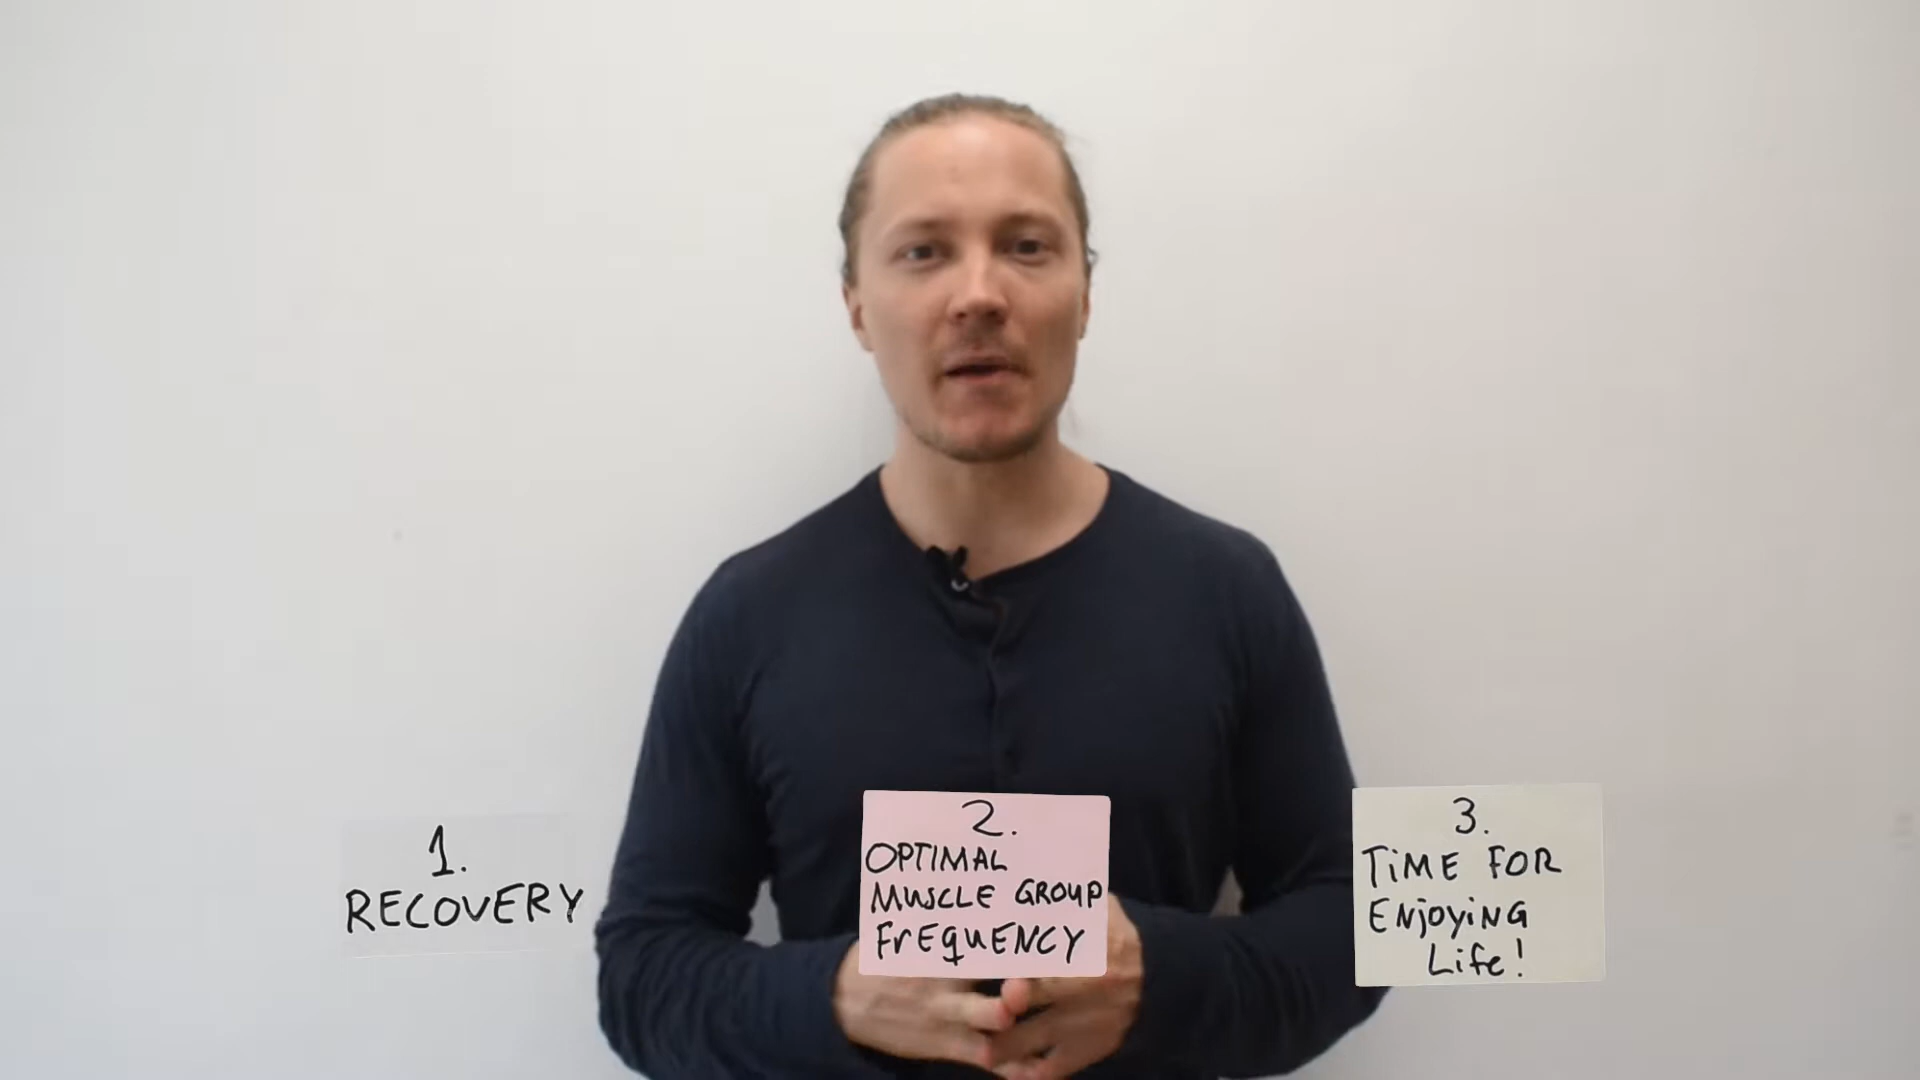 1.
RECOVERY
2.
OPTIMAL
MUSCLE GROUP
FrEquENCY
3.
TiME FOR
ENjoyiNG
Life!